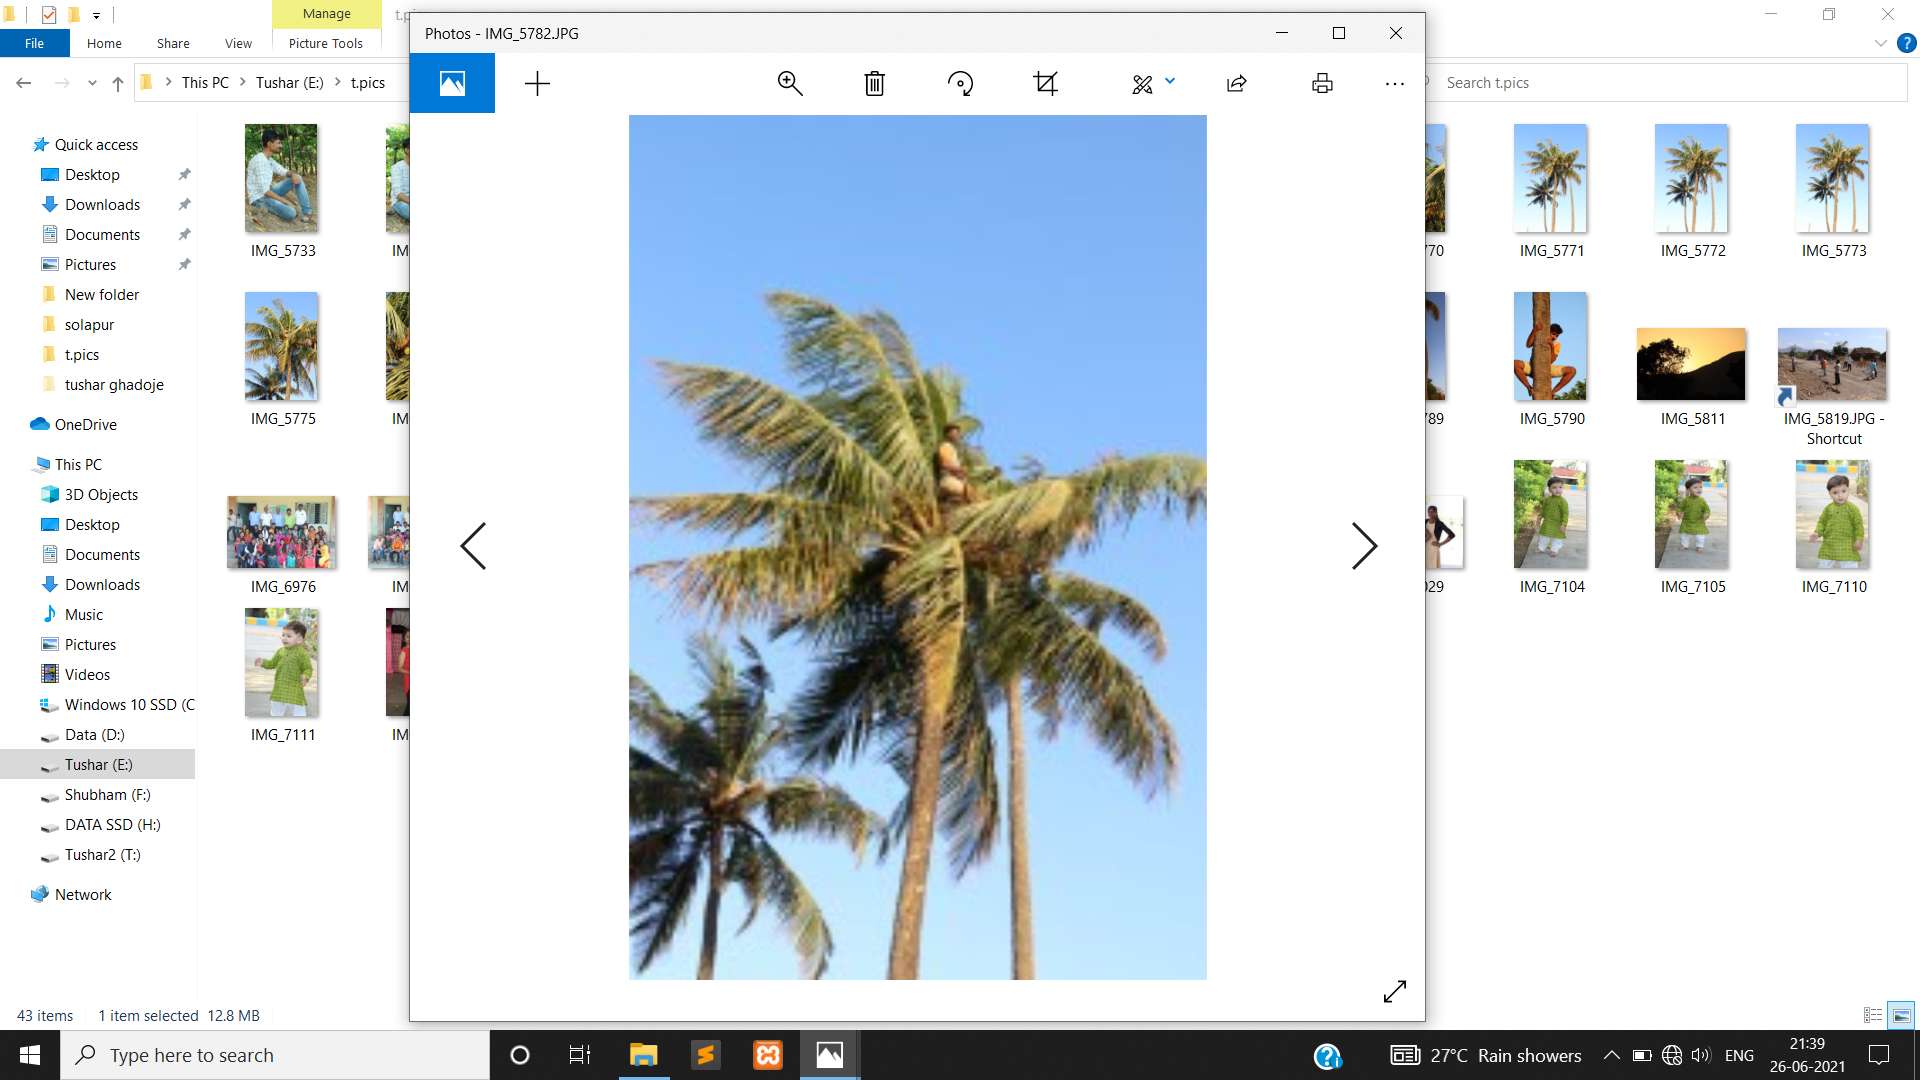 Manage
t.pi
Photos - IMG_5782.JPG
File
Home
Share
View
Picture Tools
This PC
Tushar (E:)
t.pics
Search t.pics
Quick access
Desktop
Downloads
Documents
Pictures
New folder
solapur
t.pics
tushar ghadoje
OneDrive
This PC
3D Objects
Desktop
Documents
Downloads
Music
Pictures
Videos
Windows 10 SSD (C
Data (D:)
Tushar (E:)
Shubham (F:)
DATA SSD (H:)
Tushar2 (T:)
Network
IMG_5733
IM
70
IMG_5771
IMG_5772
IMG_5773
IMG_5775
IM
789
IMG_5790
IMG_5811
IMG_5819.JPG -
Shortcut
IMG_6976
IM
29
IMG_7104
IMG_7105
IMG_7110
IMG_7111
IM
43 items
1 item selected 12.8 MB
Type here to search
27°C Rain showers
ENG
21:39
26-06-2021